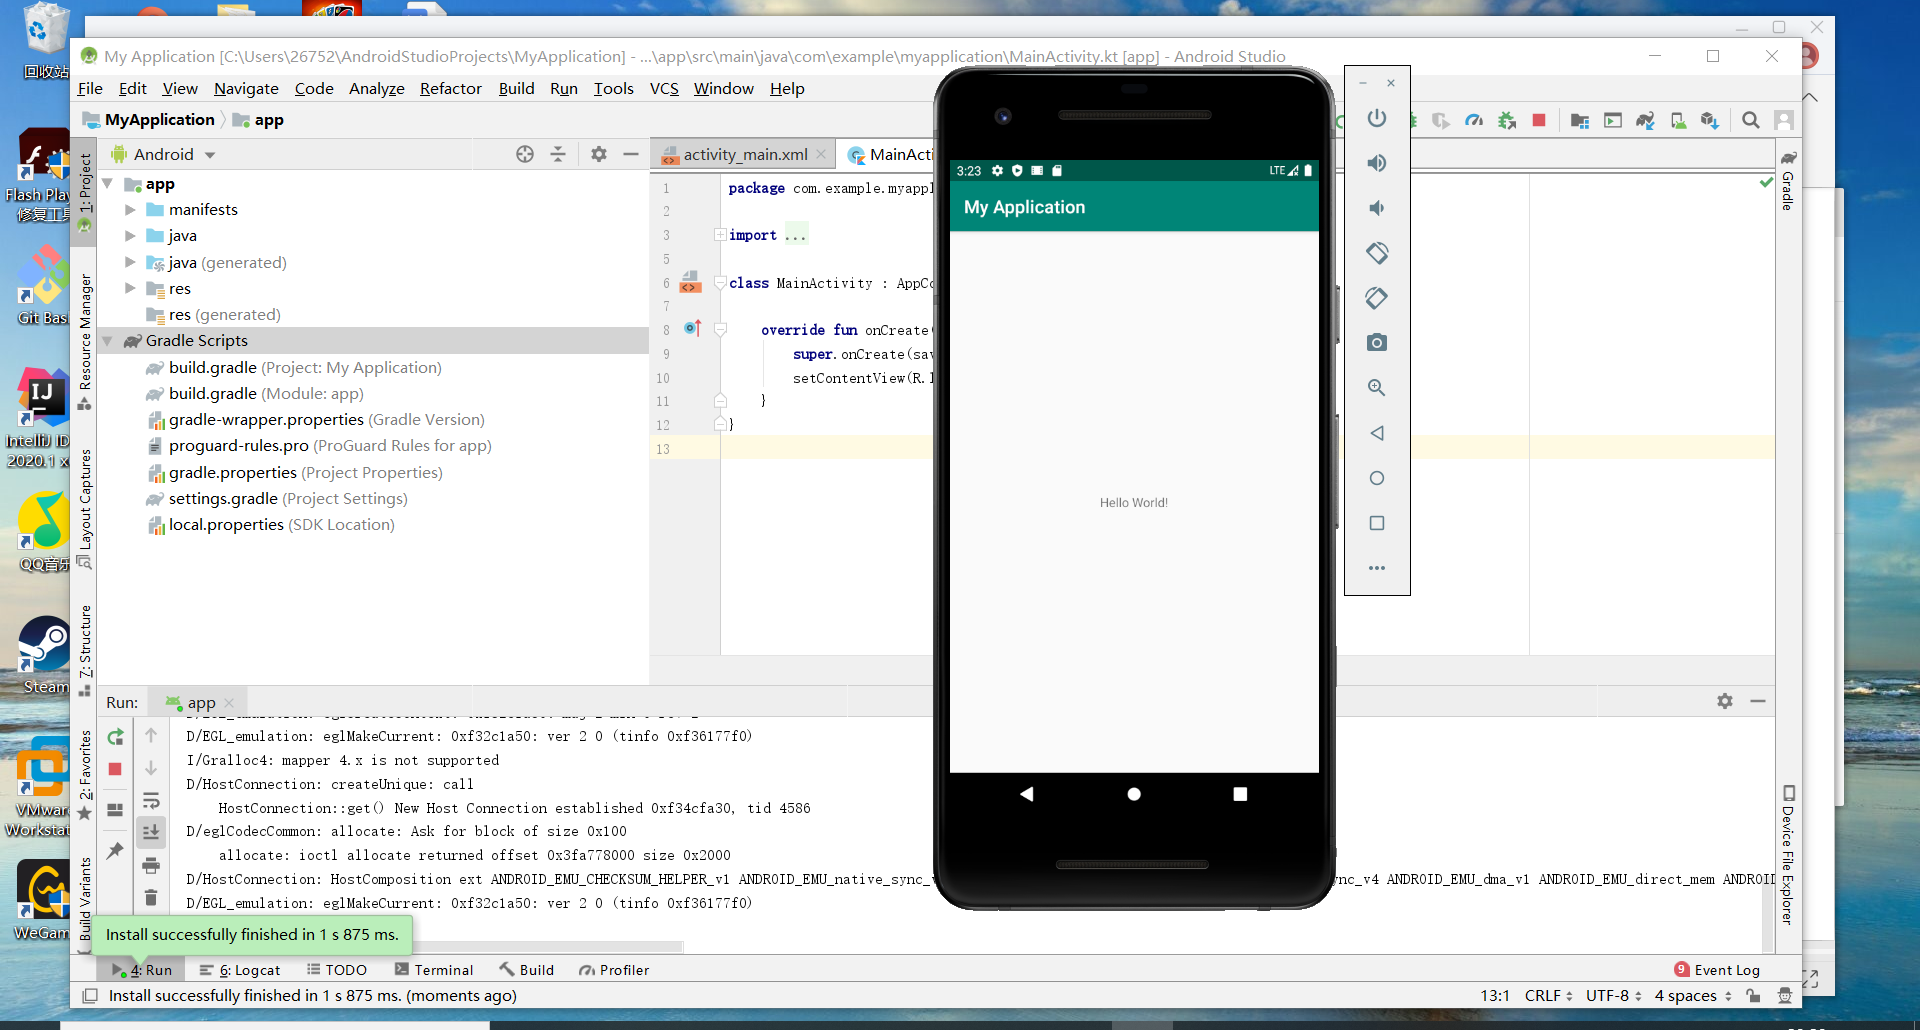 回收站
Flash Play
修复工具
Git Bas
IntelliJ ID
2020.1 x
QQ音乐
Steam
VMware
Workstat
WeGam
My Application [C:\Users\26752\AndroidStudioProjects\MyApplication] - ...\app\src\main\java\com\example\myapplication\MainActivity.kt [app] - Android Studio
File Edit View Navigate Code Analyze Refactor Build Run Tools VCS Window Help
MyApplication app
1: Project
Resource Manager
Layout Captures
7: Structure
2: Favorites
Build Variants
Android
app
manifests
java
java (generated)
res
res (generated)
Gradle Scripts
build.gradle (Project: My Application)
build.gradle (Module: app)
gradle-wrapper.properties (Gradle Version)
proguard-rules.pro (ProGuard Rules for app)
gradle.properties (Project Properties)
settings.gradle (Project Settings)
local.properties (SDK Location)
activity_main.xml MainActi
1 package com.example.myappl
2
3 import ...
5
6 class MainActivity : AppCo
7
8 override fun onCreate(
9 super.onCreate(sav
10 setContentView(R.l
11 }
12 }
13
3:23 LTE
My Application
Hello World!
Gradle
Device File Explorer
Run: app
D/EGL_emulation: eglMakeCurrent: 0xf32c1a50: ver 2 0 (tinfo 0xf36177f0)
I/Gralloc4: mapper 4.x is not supported
D/HostConnection: createUnique: call
HostConnection::get() New Host Connection established 0xf34cfa30, tid 4586
D/eglCodecCommon: allocate: Ask for block of size 0x100
allocate: ioctl allocate returned offset 0x3fa778000 size 0x2000
D/HostConnection: HostComposition ext ANDROID_EMU_CHECKSUM_HELPER_v1 ANDROID_EMU_native_sync_v nc_v4 ANDROID_EMU_dma_v1 ANDROID_EMU_direct_mem ANDROID
D/EGL_emulation: eglMakeCurrent: 0xf32c1a50: ver 2 0 (tinfo 0xf36177f0)
Install successfully finished in 1 s 875 ms.
4: Run 6: Logcat TODO Terminal Build Profiler 9 Event Log
Install successfully finished in 1 s 875 ms. (moments ago) 13:1 CRLF UTF-8 4 spaces